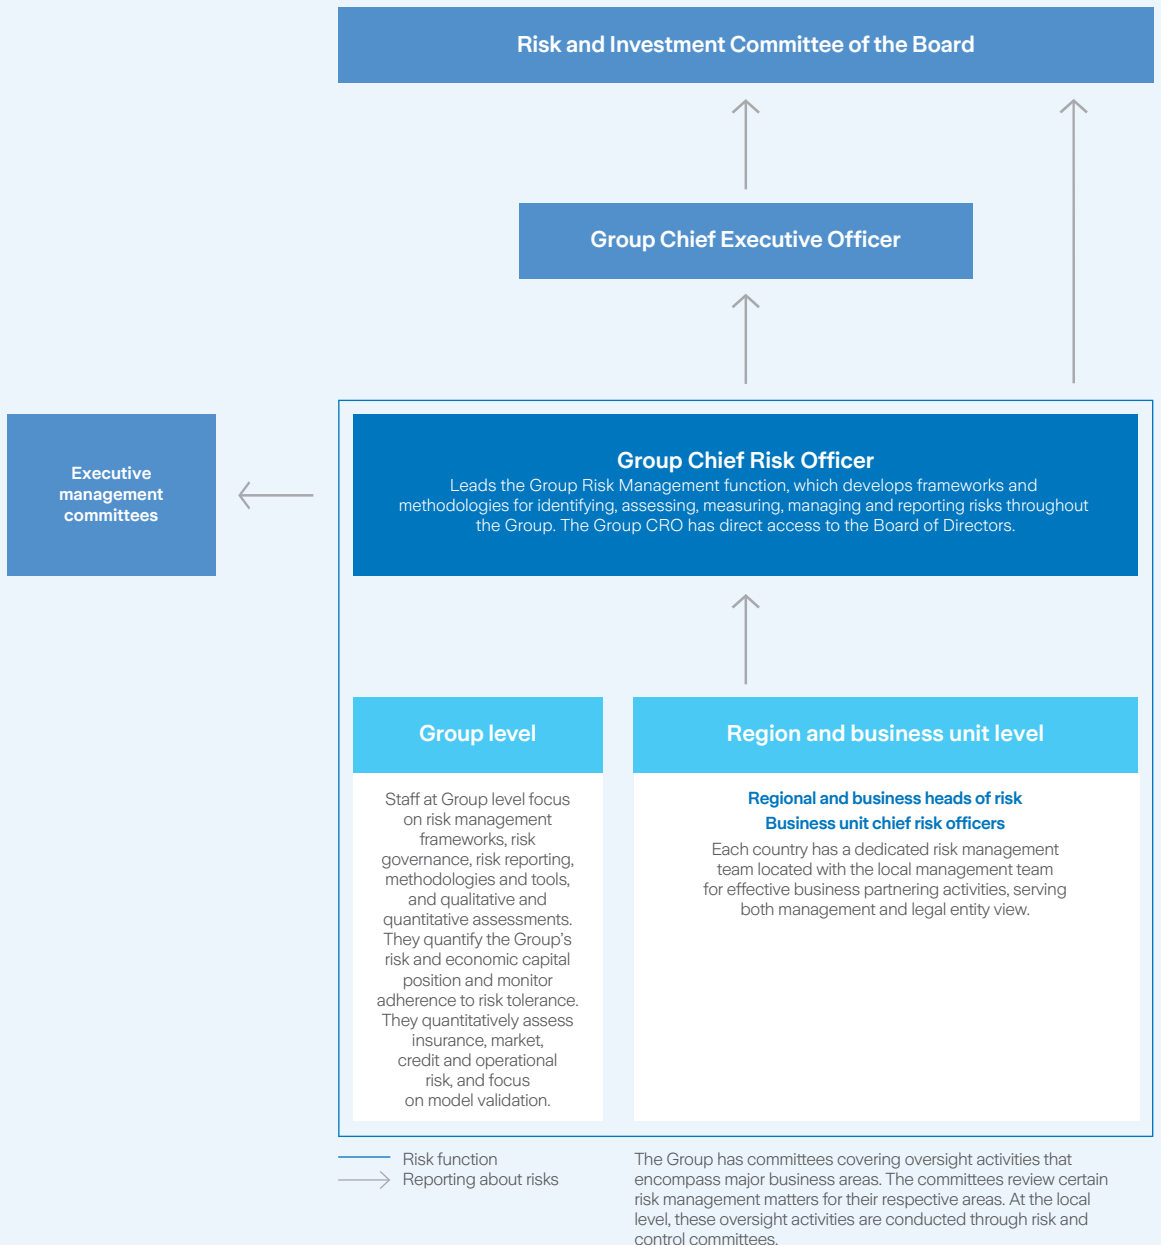 Risk and Investment Committee of the Board
Group Chief Executive Officer
Executive
management
committees
Group Chief Risk Officer
Leads the Group Risk Management function, which develops frameworks and
methodologies for identifying, assessing, measuring, managing and reporting risks throughout
the Group. The Group CRO has direct access to the Board of Directors.
Group level
Staff at Group level focus
on risk management
frameworks, risk
governance, risk reporting,
methodologies and tools,
and qualitative and
quantitative assessments.
They quantify the Group’s
risk and economic capital
position and monitor
adherence to risk tolerance.
They quantitatively assess
insurance, market,
credit and operational
risk, and focus
on model validation.
Region and business unit level
Regional and business heads of risk
Business unit chief risk officers
Each country has a dedicated risk management
team located with the local management team
for effective business partnering activities, serving
both management and legal entity view.
Risk function
Reporting about risks
The Group has committees covering oversight activities that
encompass major business areas. The committees review certain
risk management matters for their respective areas. At the local
level, these oversight activities are conducted through risk and
control committees.